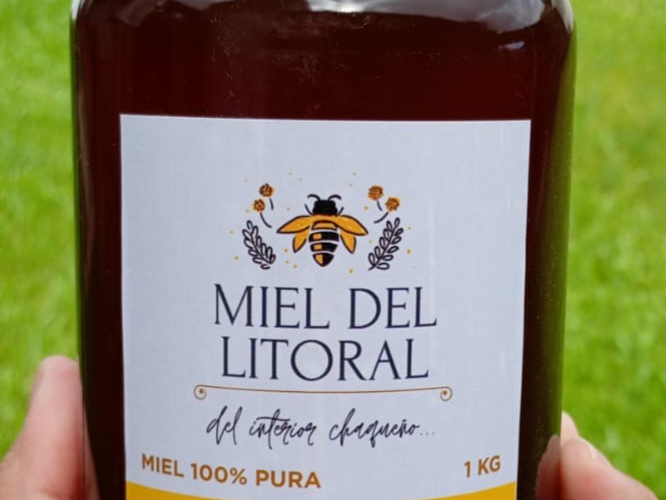 MIEL DEL
LITORAL
del interior chaqueño...
MIEL 100% PURA 1 KG